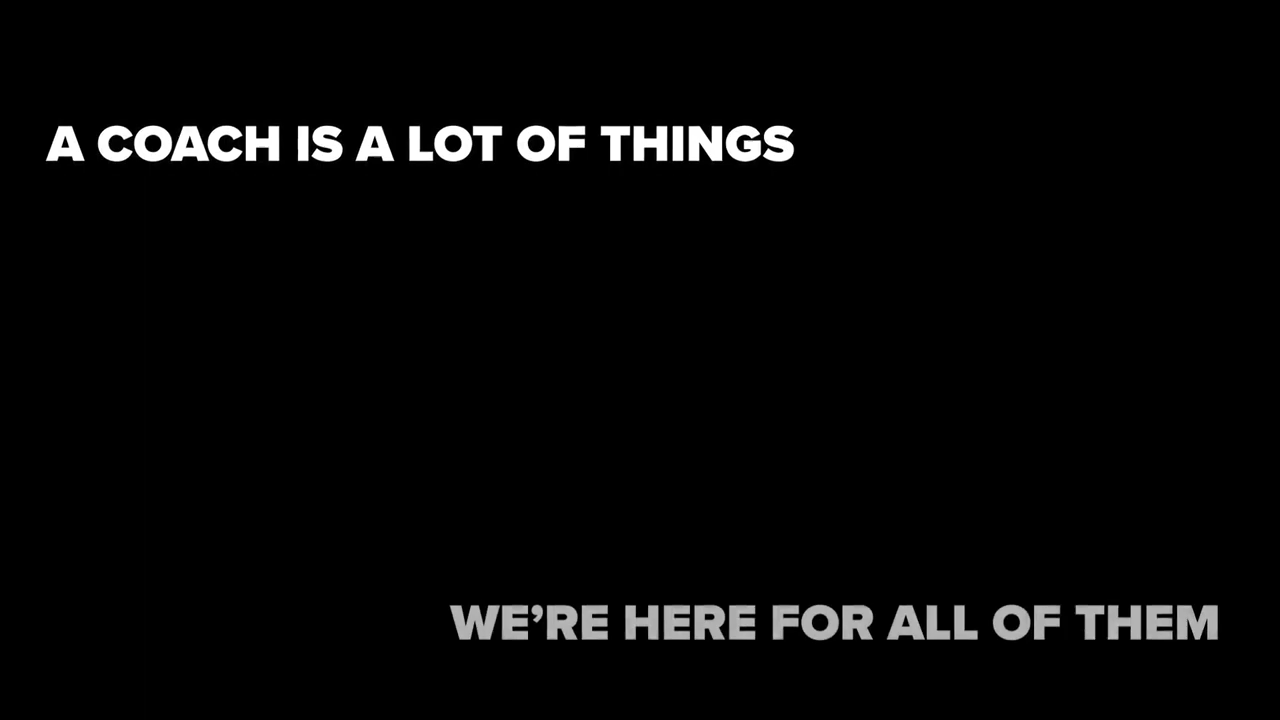 A COACH IS A LOT OF THINGS
WE’RE HERE FOR ALL OF THEM